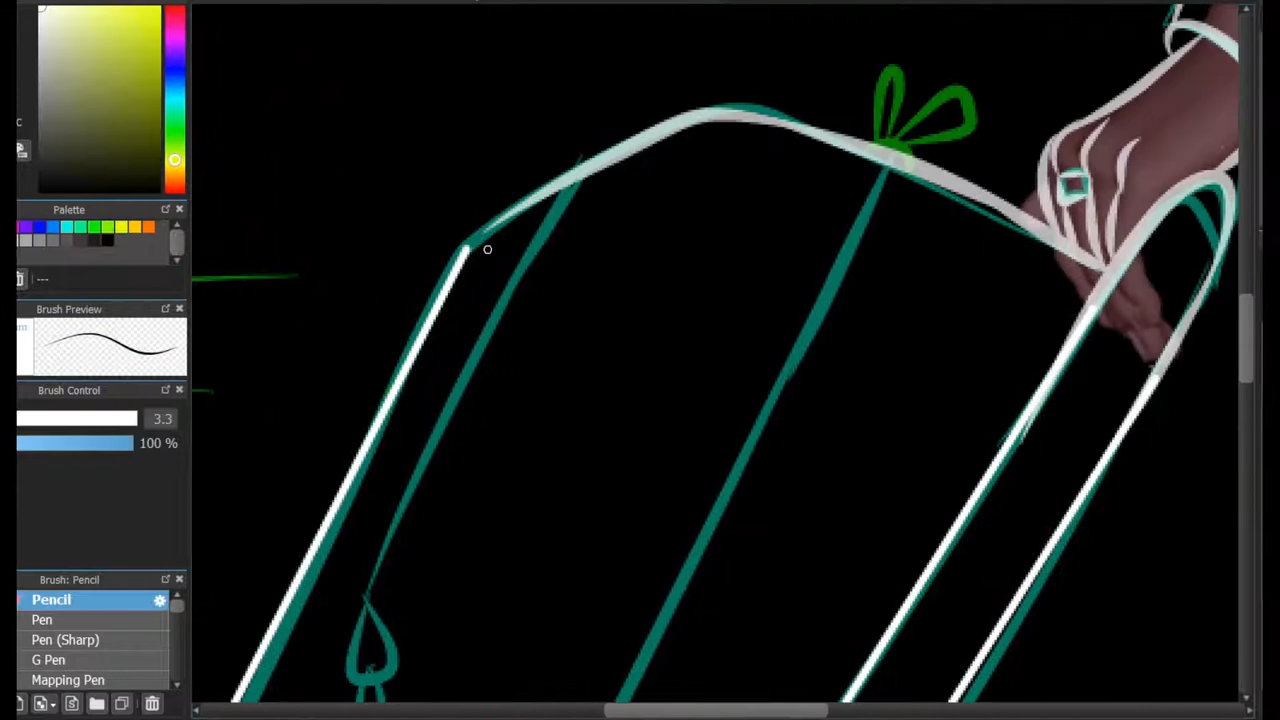 c
Palette
---
Brush Preview
Brush Control
3.3
100 %
Brush: Pencil
Pencil
Pen
Pen (Sharp)
G Pen
Mapping Pen